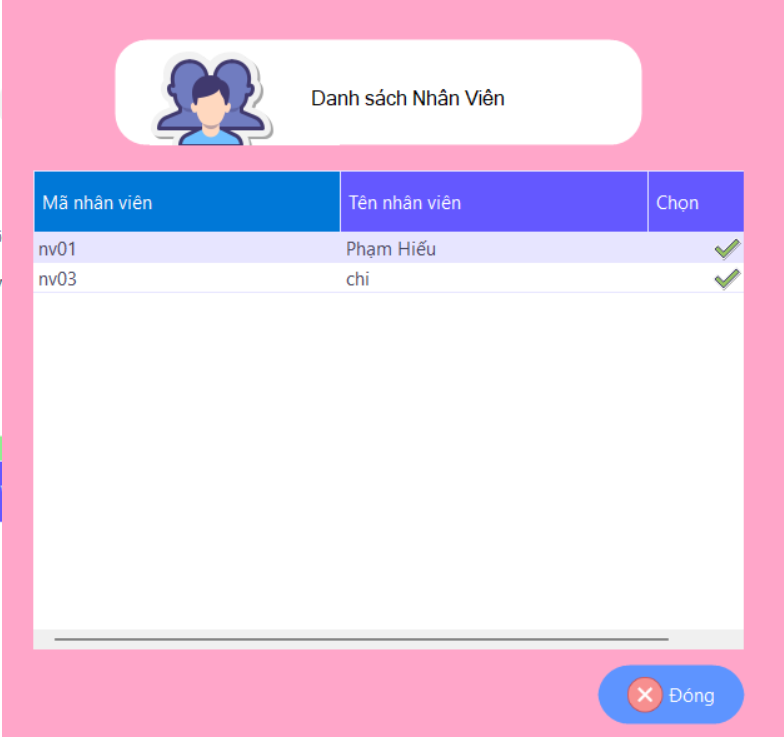 Danh sách Nhân Viên
Mã nhân viên Tên nhân viên Chọn
nv01 Phạm Hiếu
nv03 chi
Đóng